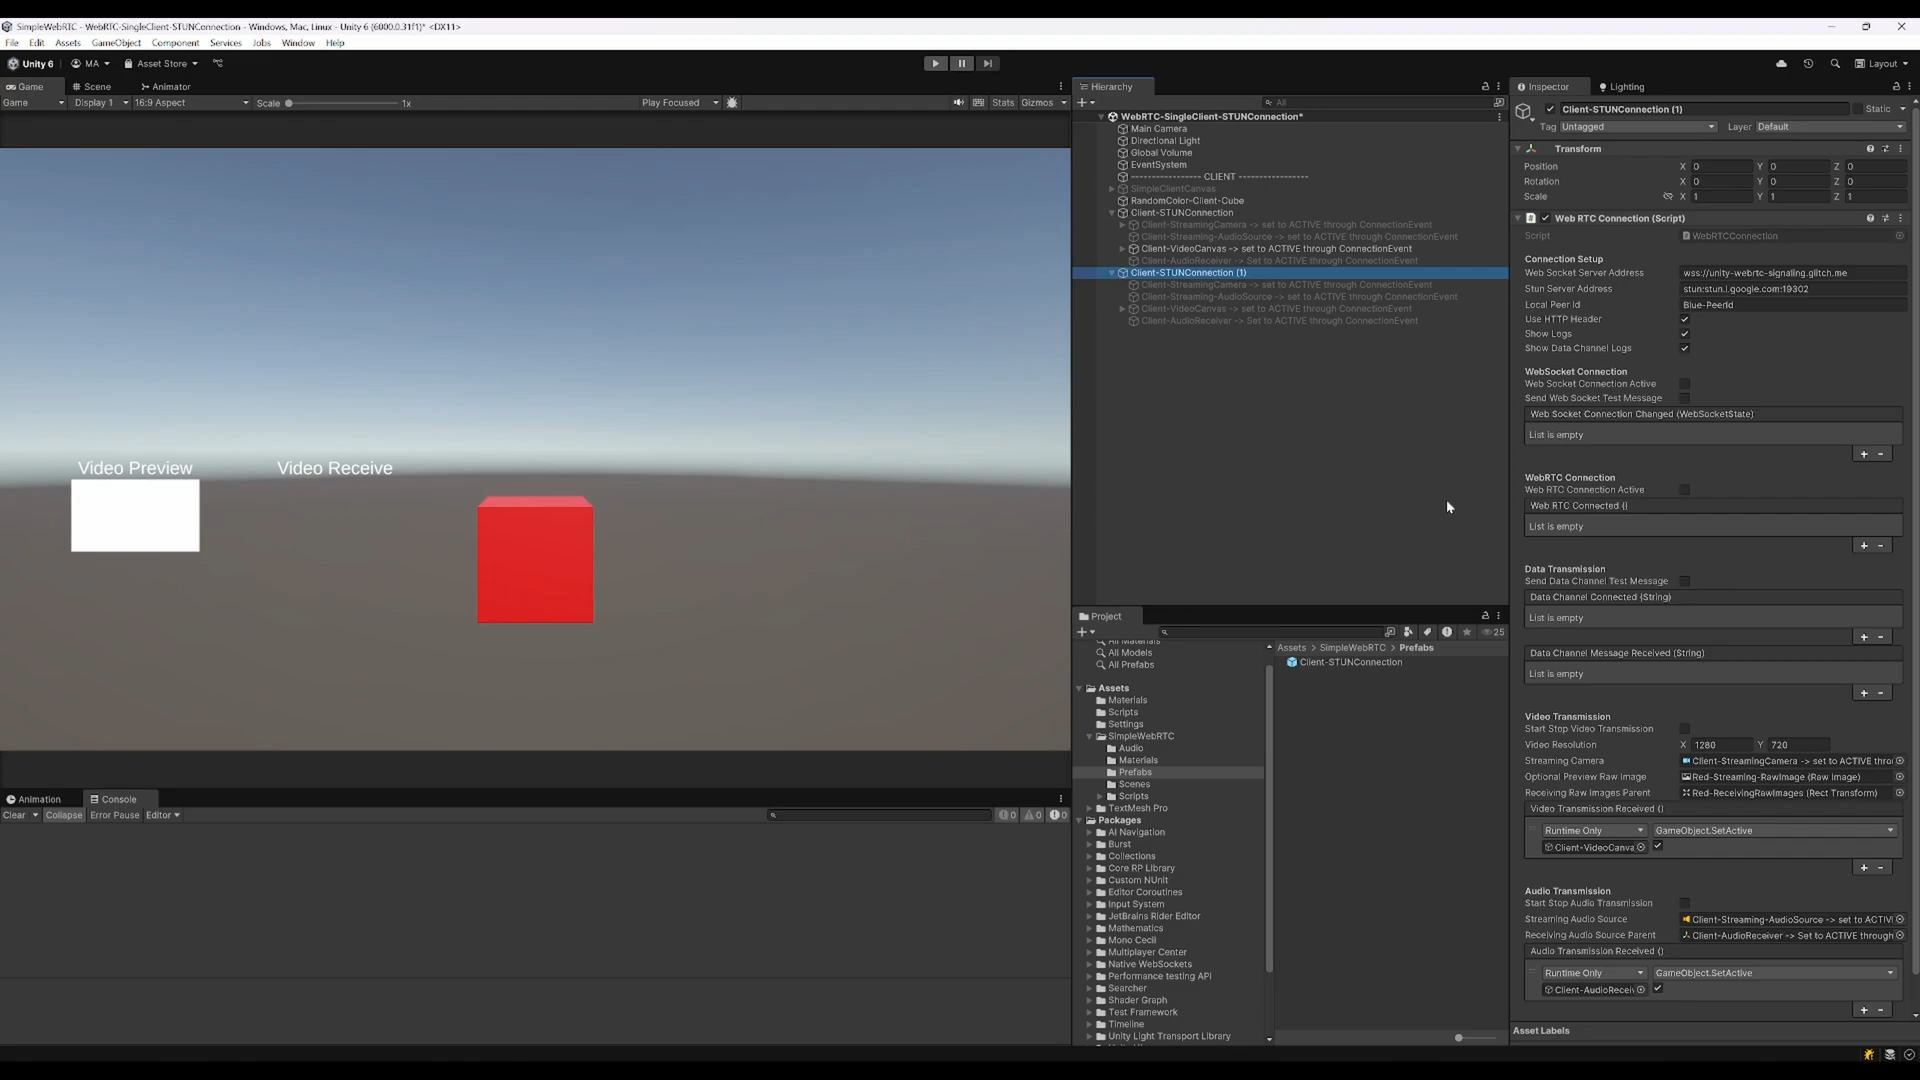 SimpleWebRTC - WebRTC-SingleClient-STUNConnection - Windows, Mac, Linux - Unity 6 (6000.0.31f1)* <DX11>
File Edit Assets GameObject Component Services Jobs Window Help
Unity 6 MA Asset Store Layout
Game Scene Animator
Game Display 1 16:9 Aspect Scale 1x Play Focused Stats Gizmos
Video Preview Video Receive
Animation Console
Clear Collapse Error Pause Editor 0 0 0
Hierarchy
All
WebRTC-SingleClient-STUNConnection*
Main Camera
Directional Light
Global Volume
EventSystem
----------------- CLIENT -----------------
SimpleClientCanvas
RandomColor-Client-Cube
Client-STUNConnection
Client-StreamingCamera -> set to ACTIVE through ConnectionEvent
Client-Streaming-AudioSource -> set to ACTIVE through ConnectionEvent
Client-VideoCanvas -> set to ACTIVE through ConnectionEvent
Client-AudioReceiver -> Set to ACTIVE through ConnectionEvent
Client-STUNConnection (1)
Client-StreamingCamera -> set to ACTIVE through ConnectionEvent
Client-Streaming-AudioSource -> set to ACTIVE through ConnectionEvent
Client-VideoCanvas -> set to ACTIVE through ConnectionEvent
Client-AudioReceiver -> Set to ACTIVE through ConnectionEvent
Project
25
All Materials
All Models
All Prefabs
Assets
Materials
Scripts
Settings
SimpleWebRTC
Audio
Materials
Prefabs
Scenes
Scripts
TextMesh Pro
Packages
AI Navigation
Burst
Collections
Core RP Library
Custom NUnit
Editor Coroutines
Input System
JetBrains Rider Editor
Mathematics
Mono Cecil
Multiplayer Center
Native WebSockets
Performance testing API
Searcher
Shader Graph
Test Framework
Timeline
Unity Light Transport Library
Assets > SimpleWebRTC > Prefabs
Client-STUNConnection
Inspector Lighting
Client-STUNConnection (1) Static
Tag Untagged Layer Default
Transform
Position X 0 Y 0 Z 0
Rotation X 0 Y 0 Z 0
Scale X 1 Y 1 Z 1
Web RTC Connection (Script)
Script WebRTCConnection
Connection Setup
Web Socket Server Address wss://unity-webrtc-signaling.glitch.me
Stun Server Address stun:stun.l.google.com:19302
Local Peer Id Blue-PeerId
Use HTTP Header
Show Logs
Show Data Channel Logs
WebSocket Connection
Web Socket Connection Active
Send Web Socket Test Message
Web Socket Connection Changed (WebSocketState)
List is empty
+ -
WebRTC Connection
Web RTC Connection Active
Web RTC Connected ()
List is empty
+ -
Data Transmission
Send Data Channel Test Message
Data Channel Connected (String)
List is empty
+ -
Data Channel Message Received (String)
List is empty
+ -
Video Transmission
Start Stop Video Transmission
Video Resolution X 1280 Y 720
Streaming Camera Client-StreamingCamera -> set to ACTIVE thro
Optional Preview Raw Image Red-Streaming-RawImage (Raw Image)
Receiving Raw Images Parent Red-ReceivingRawImages (Rect Transform)
Video Transmission Received ()
Runtime Only GameObject.SetActive
Client-VideoCanva
+ -
Audio Transmission
Start Stop Audio Transmission
Streaming Audio Source Client-Streaming-AudioSource -> set to ACTIV
Receiving Audio Source Parent Client-AudioReceiver -> Set to ACTIVE through
Audio Transmission Received ()
Runtime Only GameObject.SetActive
Client-AudioReceiv
+ -
Asset Labels